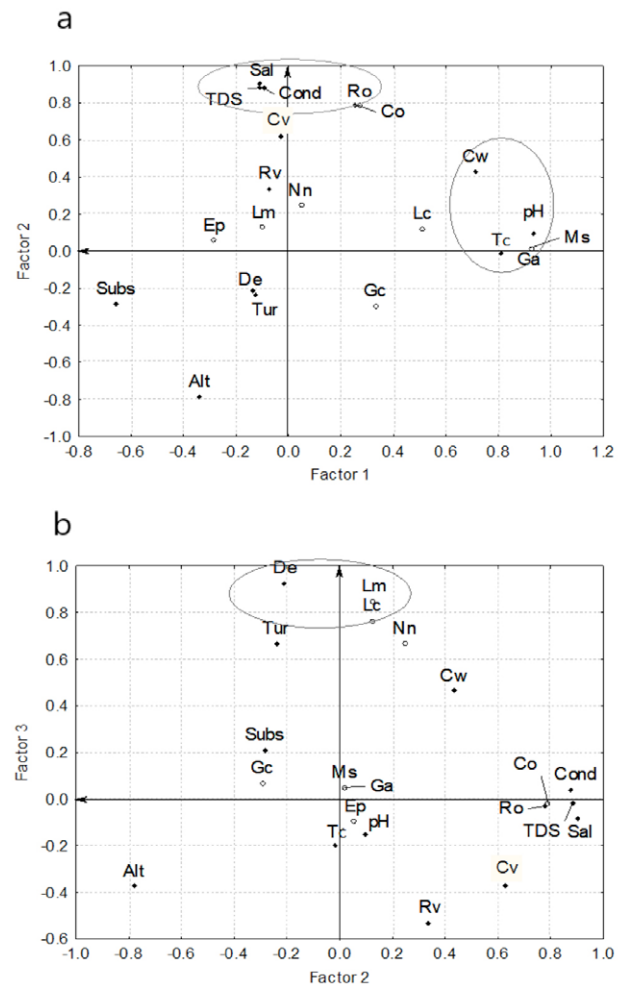 a
1.0
Sal
TDS Cond Ro
0.8
Co
Cv
0.6
Cw
0.4
Rv
Nn
Factor 2
0.2
Ep Lm Lc pH
Tc Ms
0.0
Ga
De
Subs
-0.2
Tur Gc
-0.4
-0.6
Alt
-0.8
-1.0
-0.8 -0.6 -0.4 -0.2 0.0 0.2 0.4 0.6 0.8 1.0 1.2
Factor 1
b
1.0
De
Lm
0.8
Lc
Tur Nn
0.6
Cw
0.4
Factor 3
Subs
0.2
Gc Ms Ga Co Cond
0.0
Ep Ro TDS Sal
Tc pH
-0.2
Cv
Alt
-0.4
Rv
-0.6
-1.0 -0.8 -0.6 -0.4 -0.2 0.0 0.2 0.4 0.6 0.8 1.0
Factor 2